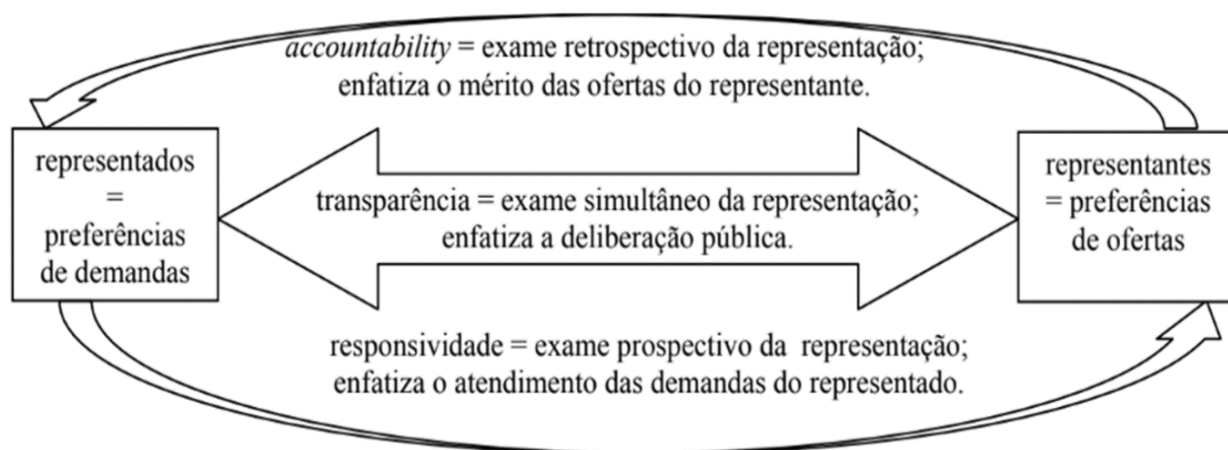 accountability = exame retrospectivo da representação;
enfatiza o mérito das ofertas do representante.
representados
=
preferências
de demandas
transparência = exame simultâneo da representação;
enfatiza a deliberação pública.
representantes
= preferências
de ofertas
responsividade = exame prospectivo da representação;
enfatiza o atendimento das demandas do representado.